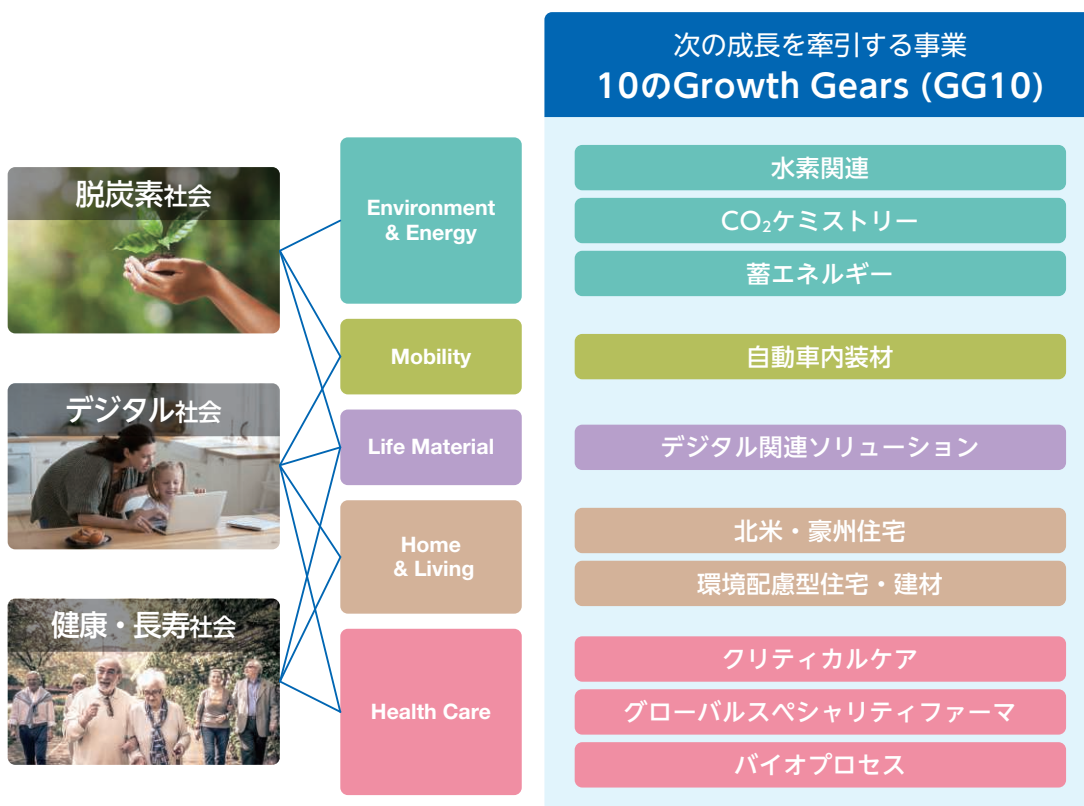 次の成長を牽引する事業
10のGrowth Gears (GG10)
脱炭素社会
デジタル社会
健康・長寿社会
Environment
& Energy
Mobility
Life Material
Home
& Living
Health Care
水素関連
CO₂ケミストリー
蓄エネルギー
自動車内装材
デジタル関連ソリューション
北米・豪州住宅
環境配慮型住宅・建材
クリティカルケア
グローバルスペシャリティファーマ
バイオプロセス